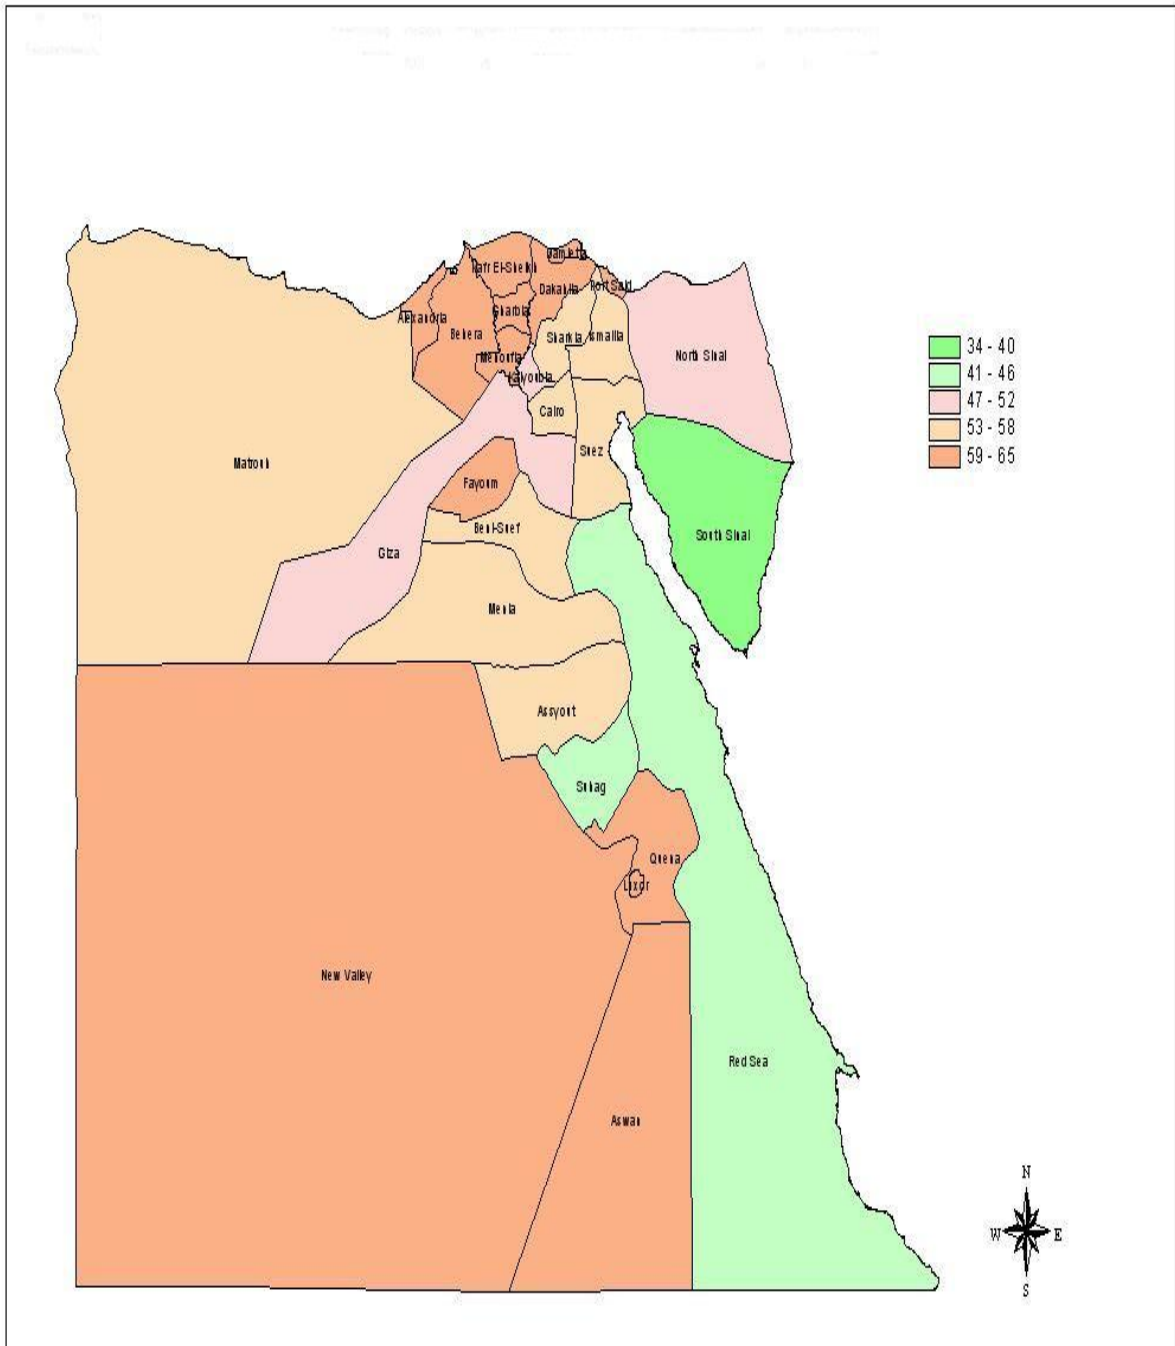 Damietta
Kafr El-Sheikh
Port Said
Dakahlia
Alexandria
Gharbia
Behera
Sharkia
Ismailia
Menoufia
North Sinai
Kalyoubia
Cairo
Suez
Matrouh
Fayoum
Beni-Suef
South Sinai
Giza
Menia
Assyout
Suhag
Quena
Luxor
New Valley
Red Sea
Aswan
34 - 40
41 - 46
47 - 52
53 - 58
59 - 65
N
W E
S